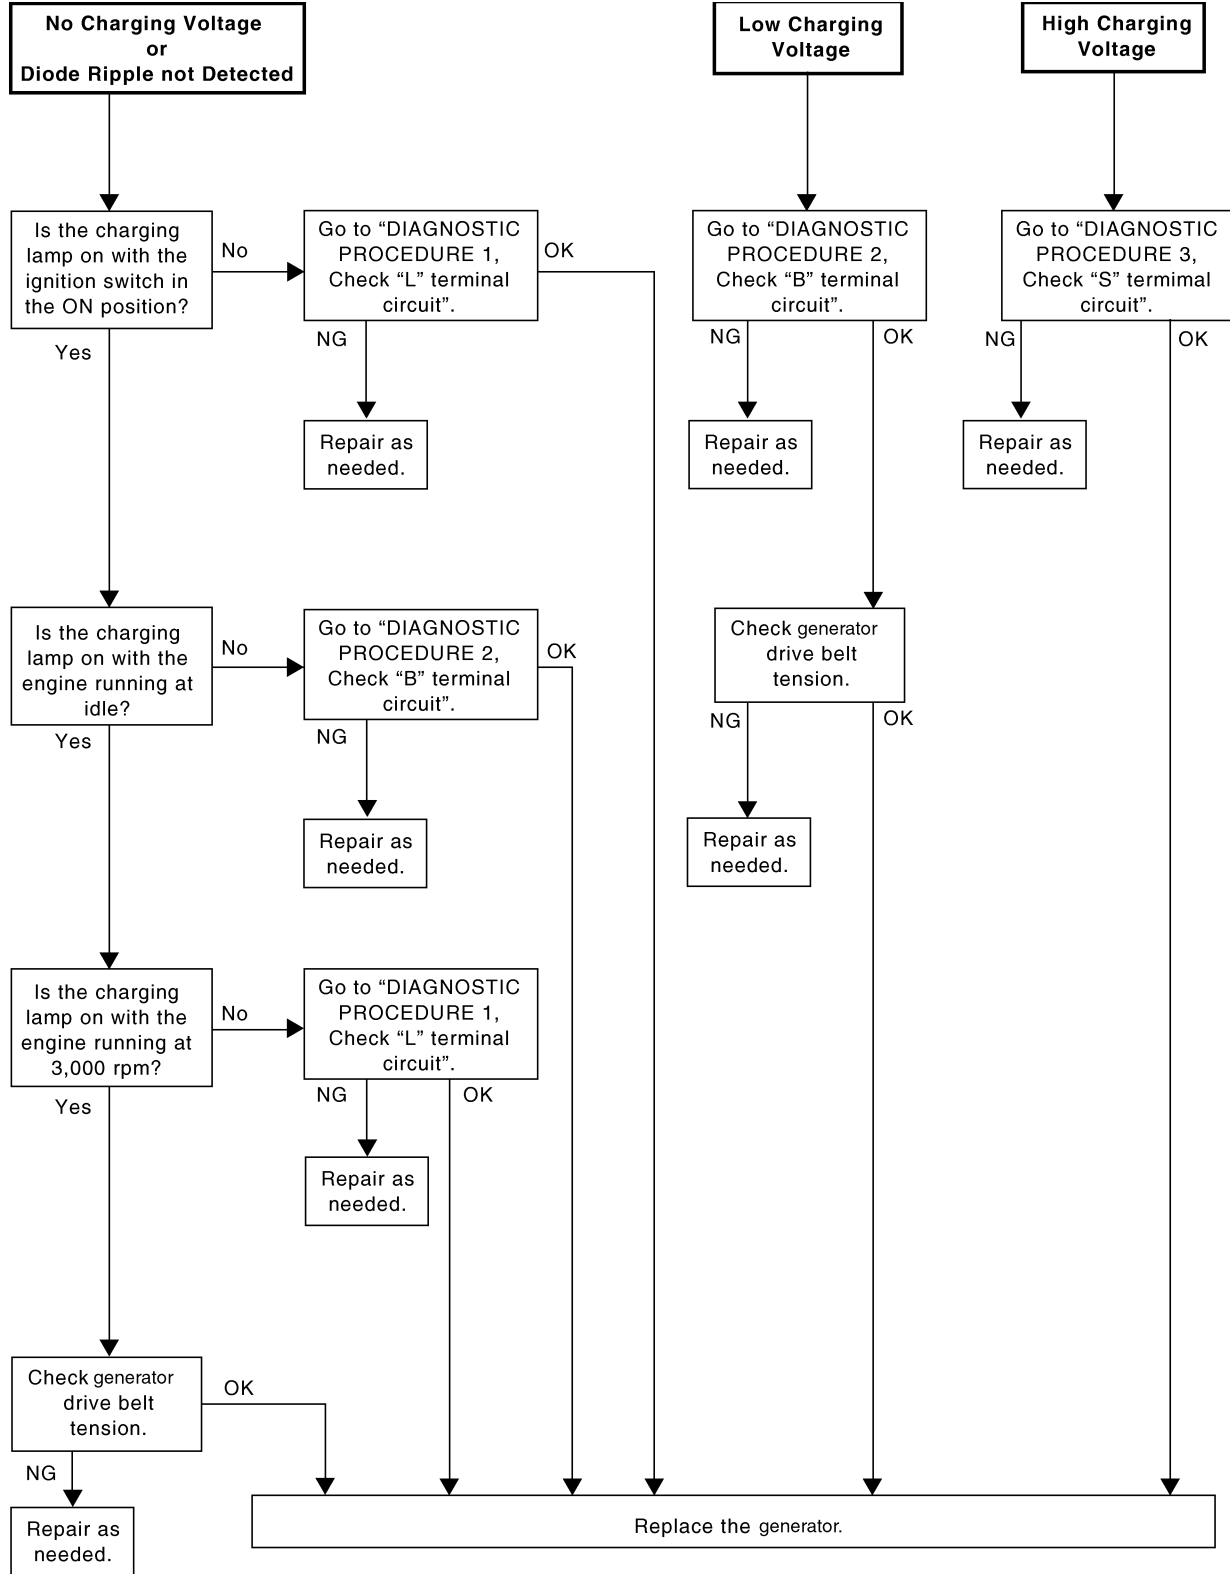 No Charging Voltage
or
Diode Ripple not Detected
Low Charging
Voltage
High Charging
Voltage
Is the charging
lamp on with the
ignition switch in
the ON position?
No
Go to “DIAGNOSTIC
PROCEDURE 1,
Check “L” terminal
circuit”.
OK
Go to “DIAGNOSTIC
PROCEDURE 2,
Check “B” terminal
circuit”.
Go to “DIAGNOSTIC
PROCEDURE 3,
Check “S” termimal
circuit”.
Yes
NG
NG
OK
NG
OK
Repair as
needed.
Repair as
needed.
Repair as
needed.
Is the charging
lamp on with the
engine running at
idle?
No
Go to “DIAGNOSTIC
PROCEDURE 2,
Check “B” terminal
circuit”.
OK
Check generator
drive belt
tension.
Yes
NG
NG
OK
Repair as
needed.
Repair as
needed.
Is the charging
lamp on with the
engine running at
3,000 rpm?
No
Go to “DIAGNOSTIC
PROCEDURE 1,
Check “L” terminal
circuit”.
Yes
NG
OK
Repair as
needed.
Check generator
drive belt
tension.
OK
NG
Repair as
needed.
Replace the generator.